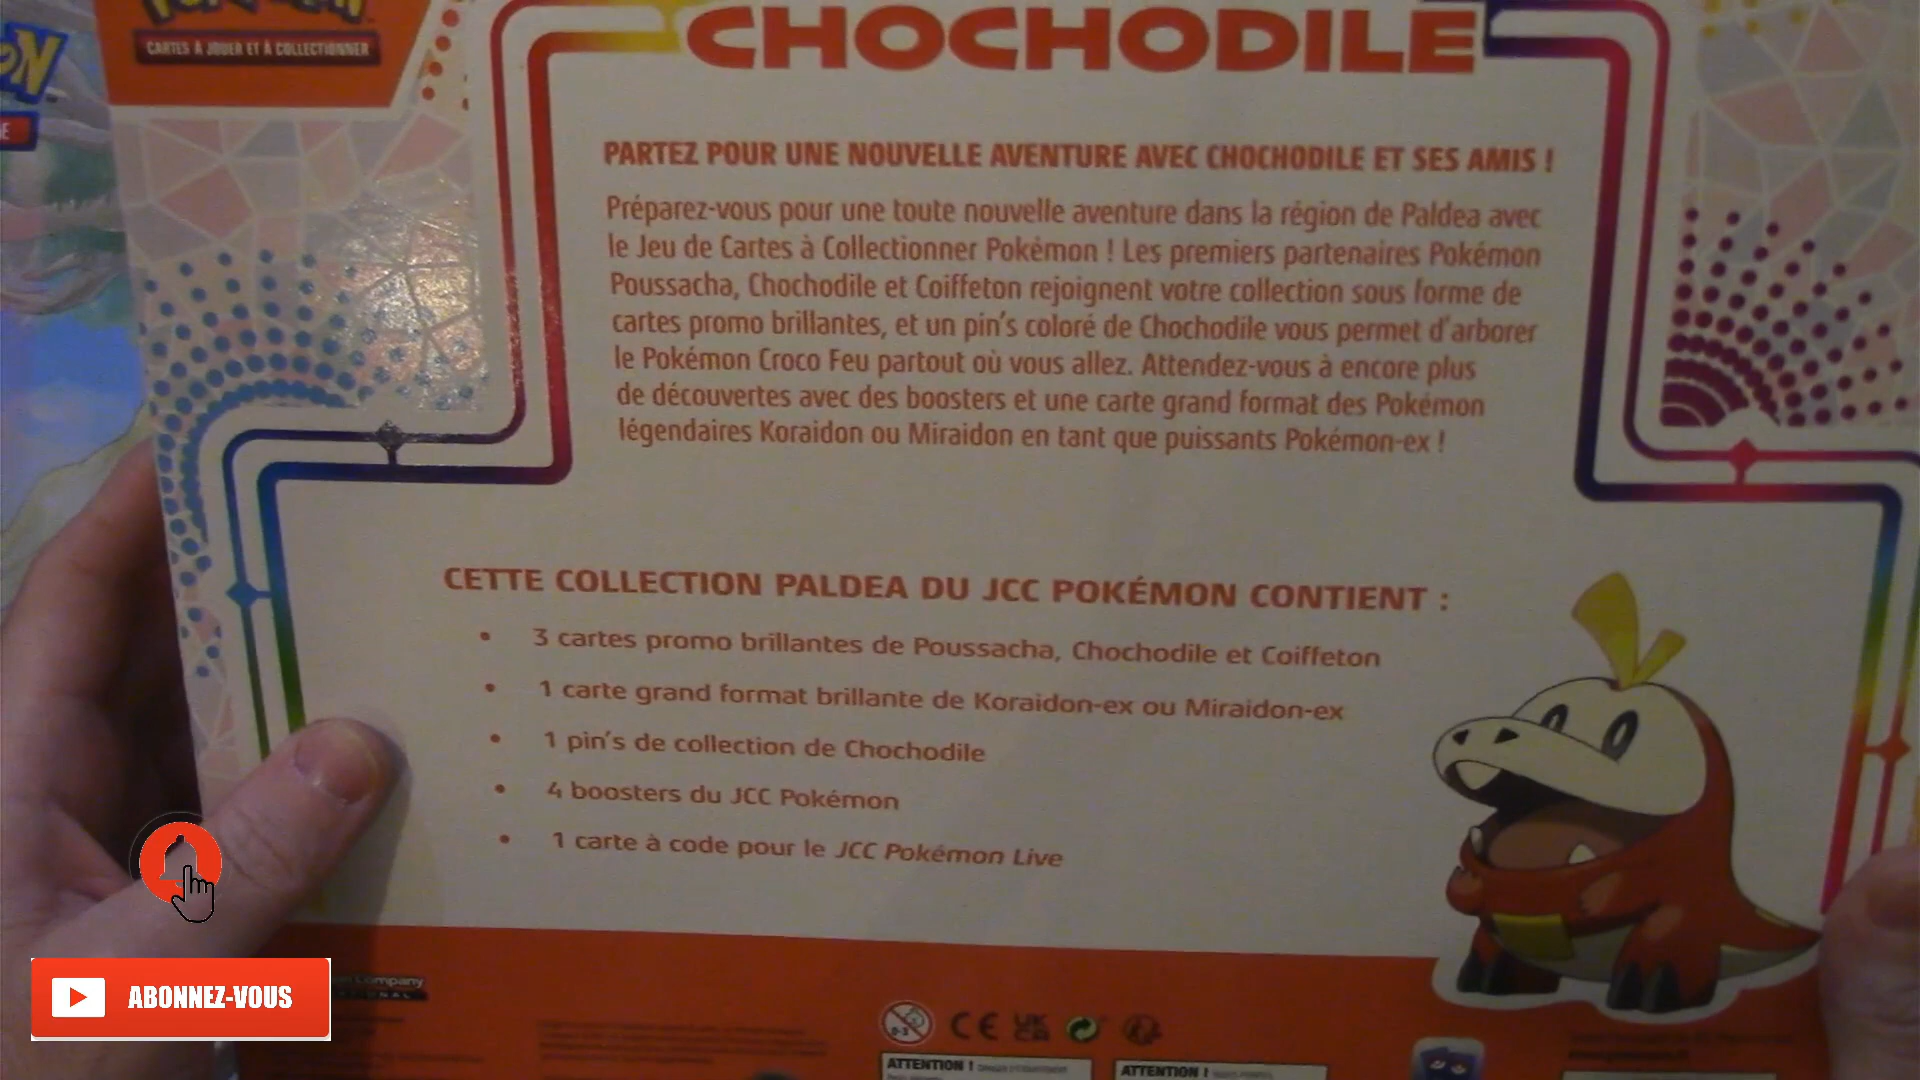 CHOCHODILE
CARTES À JOUER ET À COLLECTIONNER
PARTEZ POUR UNE NOUVELLE AVENTURE AVEC CHOCHODILE ET SES AMIS !
Préparez-vous pour une toute nouvelle aventure dans la région de Paldea avec
le Jeu de Cartes à Collectionner Pokémon ! Les premiers partenaires Pokémon
Poussacha, Chochodile et Coiffeton rejoignent votre collection sous forme de
cartes promo brillantes, et un pin's coloré de Chochodile vous permet d'arborer
le Pokémon Croco Feu partout où vous allez. Attendez-vous à encore plus
de découvertes avec des boosters et une carte grand format des Pokémon
légendaires Koraidon ou Miraidon en tant que puissants Pokémon-ex !
CETTE COLLECTION PALDEA DU JCC POKÉMON CONTIENT :
• 3 cartes promo brillantes de Poussacha, Chochodile et Coiffeton
• 1 carte grand format brillante de Koraidon-ex ou Miraidon-ex
• 1 pin's de collection de Chochodile
• 4 boosters du JCC Pokémon
• 1 carte à code pour le JCC Pokémon Live
ABONNEZ-VOUS
Company
0-3
CE
UK CA
ATTENTION !
ATTENTION !